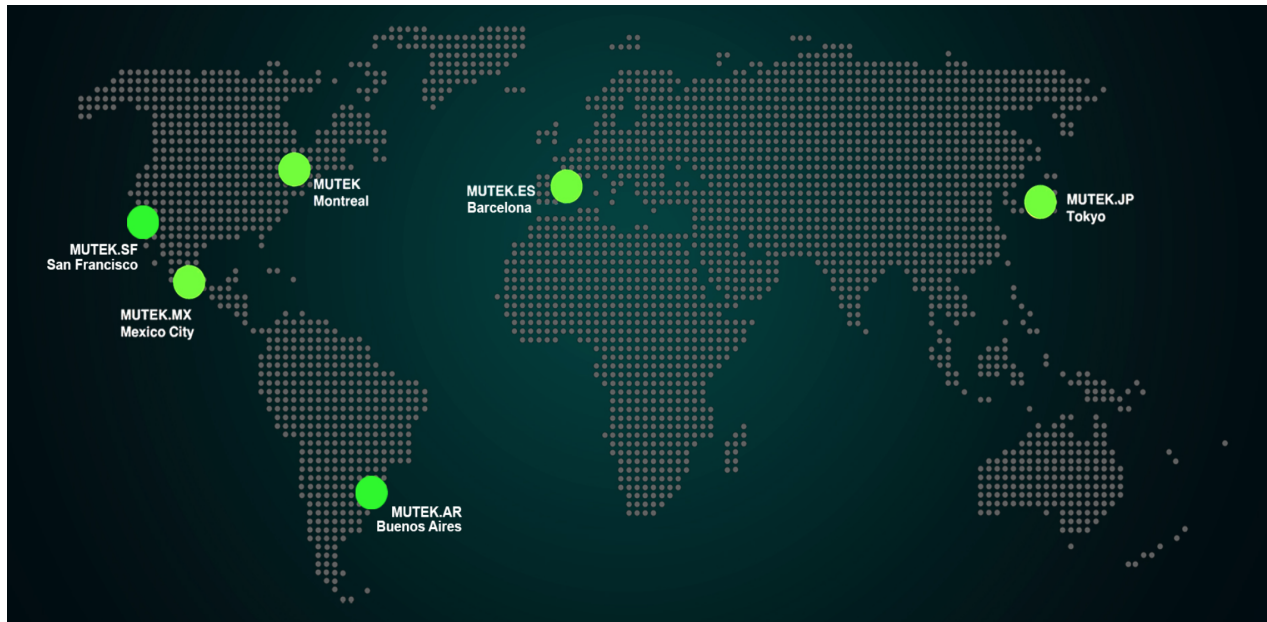 MUTEK
Montreal
MUTEK.ES
Barcelona
MUTEK.JP
Tokyo
MUTEK.SF
San Francisco
MUTEK.MX
Mexico City
MUTEK.AR
Buenos Aires